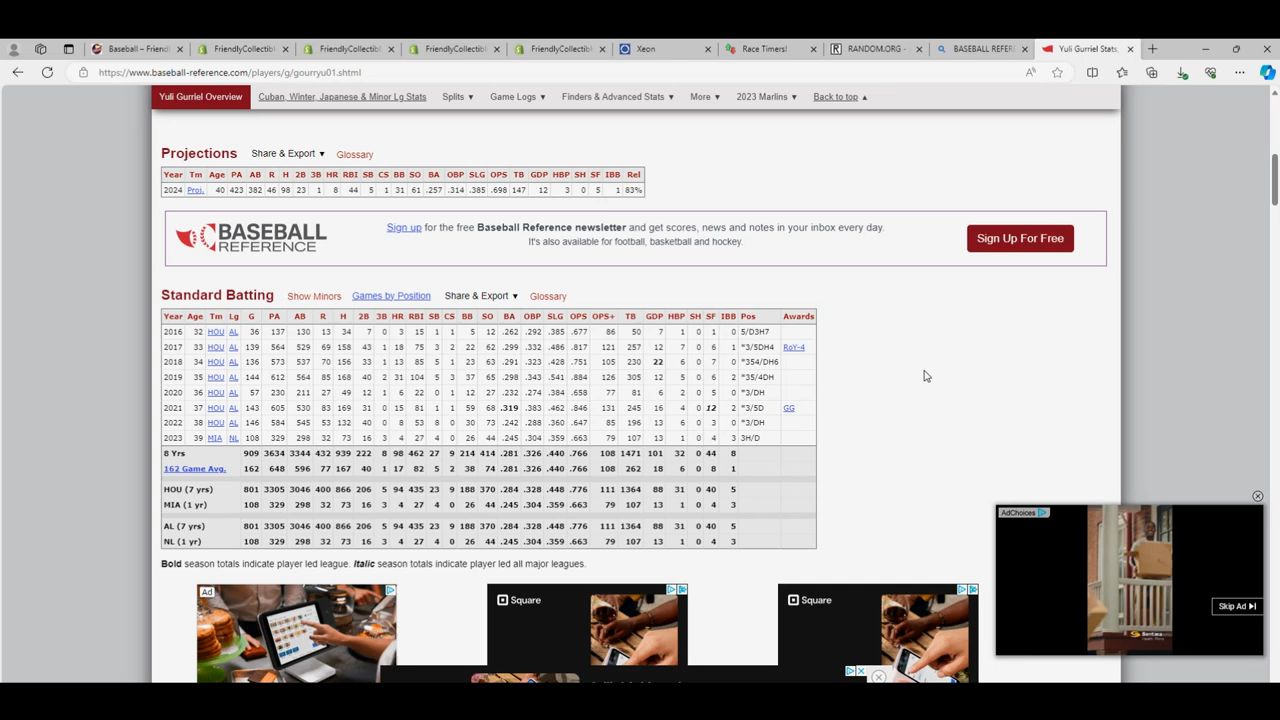 Baseball – Friendl
FriendlyCollectibl
FriendlyCollectibl
FriendlyCollectibl
FriendlyCollectibl
Xeon
Race Timers!
RANDOM.ORG -
BASEBALL REFER
Yuli Gurriel Stats,
https://www.baseball-reference.com/players/g/gourryu01.shtml
Yuli Gurriel Overview Cuban, Winter, Japanese & Minor Lg Stats Splits ▼ Game Logs ▼ Finders & Advanced Stats ▼ More ▼ 2023 Marlins ▼ Back to top ▲
Projections Share & Export ▼ Glossary
Year Tm Age PA AB R H 2B 3B HR RBI SB CS BB SO BA OBP SLG OPS TB GDP HBP SH SF IBB Rel
2024 Proj. 40 423 382 46 98 23 1 8 44 5 1 31 61 .257 .314 .385 .698 147 12 3 0 5 1 83%
BASEBALL REFERENCE
Sign up for the free Baseball Reference newsletter and get scores, news and notes in your inbox every day.
It's also available for football, basketball and hockey.
Sign Up For Free
Standard Batting Show Minors Games by Position Share & Export ▼ Glossary
Year Age Tm Lg G PA AB R H 2B 3B HR RBI SB CS BB SO BA OBP SLG OPS OPS+ TB GDP HBP SH SF IBB Pos Awards
2016 32 HOU AL 36 137 130 13 34 7 0 3 15 1 1 5 12 .262 .292 .385 .677 86 50 7 1 0 1 0 5/D3H7
2017 33 HOU AL 139 564 529 69 158 43 1 18 75 3 2 22 62 .299 .332 .486 .817 121 257 12 7 0 6 1 *3/5DH4 RoY-4
2018 34 HOU AL 136 573 537 70 156 33 1 13 85 5 1 23 63 .291 .323 .428 .751 105 230 22 6 0 7 0 *354/DH6
2019 35 HOU AL 144 612 564 85 168 40 2 31 104 5 3 37 65 .298 .343 .541 .884 126 305 12 5 0 6 2 *35/4DH
2020 36 HOU AL 57 230 211 27 49 12 1 6 22 0 1 12 27 .232 .274 .384 .658 77 81 6 2 0 5 0 *3/DH
2021 37 HOU AL 143 605 530 83 169 31 0 15 81 1 1 59 68 .319 .383 .462 .846 131 245 16 4 0 12 2 *3/5D GG
2022 38 HOU AL 146 584 545 53 132 40 0 8 53 8 0 30 73 .242 .288 .360 .647 85 196 13 6 0 3 0 *3/DH
2023 39 MIA NL 108 329 298 32 73 16 3 4 27 4 0 26 44 .245 .304 .359 .663 79 107 13 1 0 4 3 3H/D
8 Yrs 909 3634 3344 432 939 222 8 98 462 27 9 214 414 .281 .326 .440 .766 108 1471 101 32 0 44 8
162 Game Avg. 162 648 596 77 167 40 1 17 82 5 2 38 74 .281 .326 .440 .766 108 262 18 6 0 8 1
HOU (7 yrs) 801 3305 3046 400 866 206 5 94 435 23 9 188 370 .284 .328 .448 .776 111 1364 88 31 0 40 5
MIA (1 yr) 108 329 298 32 73 16 3 4 27 4 0 26 44 .245 .304 .359 .663 79 107 13 1 0 4 3
AL (7 yrs) 801 3305 3046 400 866 206 5 94 435 23 9 188 370 .284 .328 .448 .776 111 1364 88 31 0 40 5
NL (1 yr) 108 329 298 32 73 16 3 4 27 4 0 26 44 .245 .304 .359 .663 79 107 13 1 0 4 3
Bold season totals indicate player led league. Italic season totals indicate player led all major leagues.
AdChoices
Skip Ad
Sentara
Ad
Square
Square